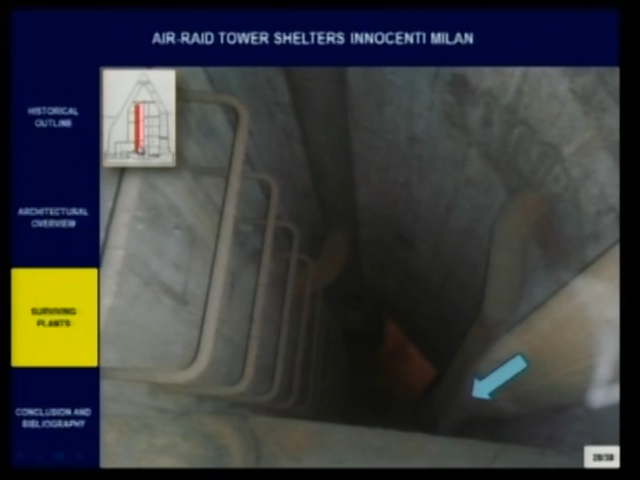 AIR-RAID TOWER SHELTERS INNOCENTI MILAN
HISTORICAL
OUTLINE
ARCHITECTURAL
OVERVIEW
SURVIVING
PLANTS
CONCLUSION AND
BIBLIOGRAPHY